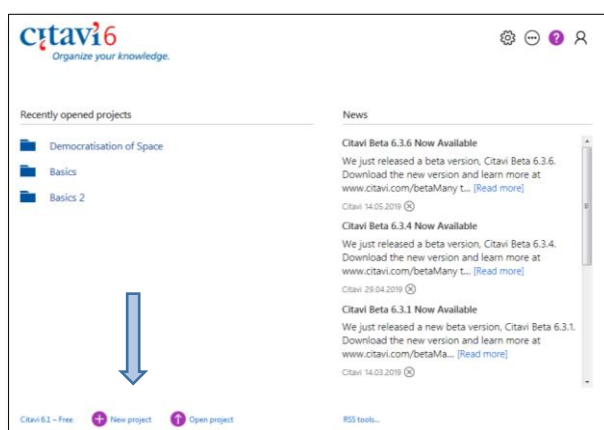 citavi 6
Organize your knowledge.
?
Recently opened projects
Democratisation of Space
Basics
Basics 2
News
Citavi Beta 6.3.6 Now Available
We just released a beta version, Citavi Beta 6.3.6.
Download the new version and learn more at
www.citavi.com/betaMany t... [Read more]
Citavi 14.05.2019
Citavi Beta 6.3.4 Now Available
We just released a beta version, Citavi Beta 6.3.4.
Download the new version and learn more at
www.citavi.com/betaMany t... [Read more]
Citavi 29.04.2019
Citavi Beta 6.3.1 Now Available
We just released a new beta version, Citavi Beta 6.3.1.
Download the new version and learn more at
www.citavi.com/betaMa... [Read more]
Citavi 14.03.2019
Citavi 6.1 – Free
New project
Open project
RSS tools...